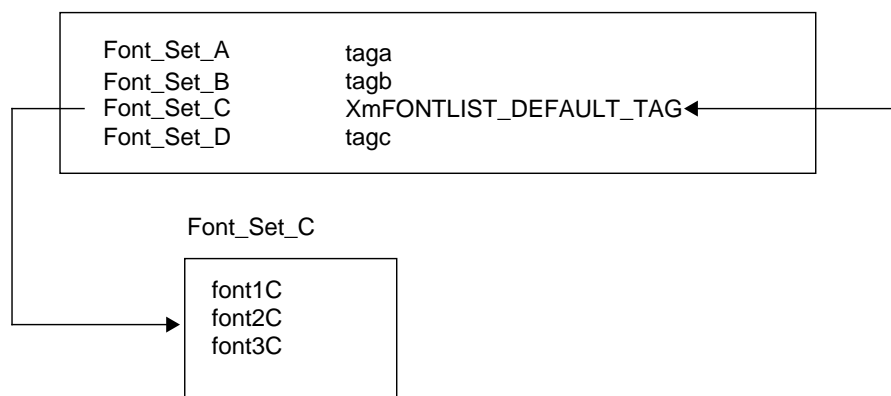 Font_Set_A taga
Font_Set_B tagb
Font_Set_C XmFONTLIST_DEFAULT_TAG
Font_Set_D tagc
Font_Set_C
font1C
font2C
font3C